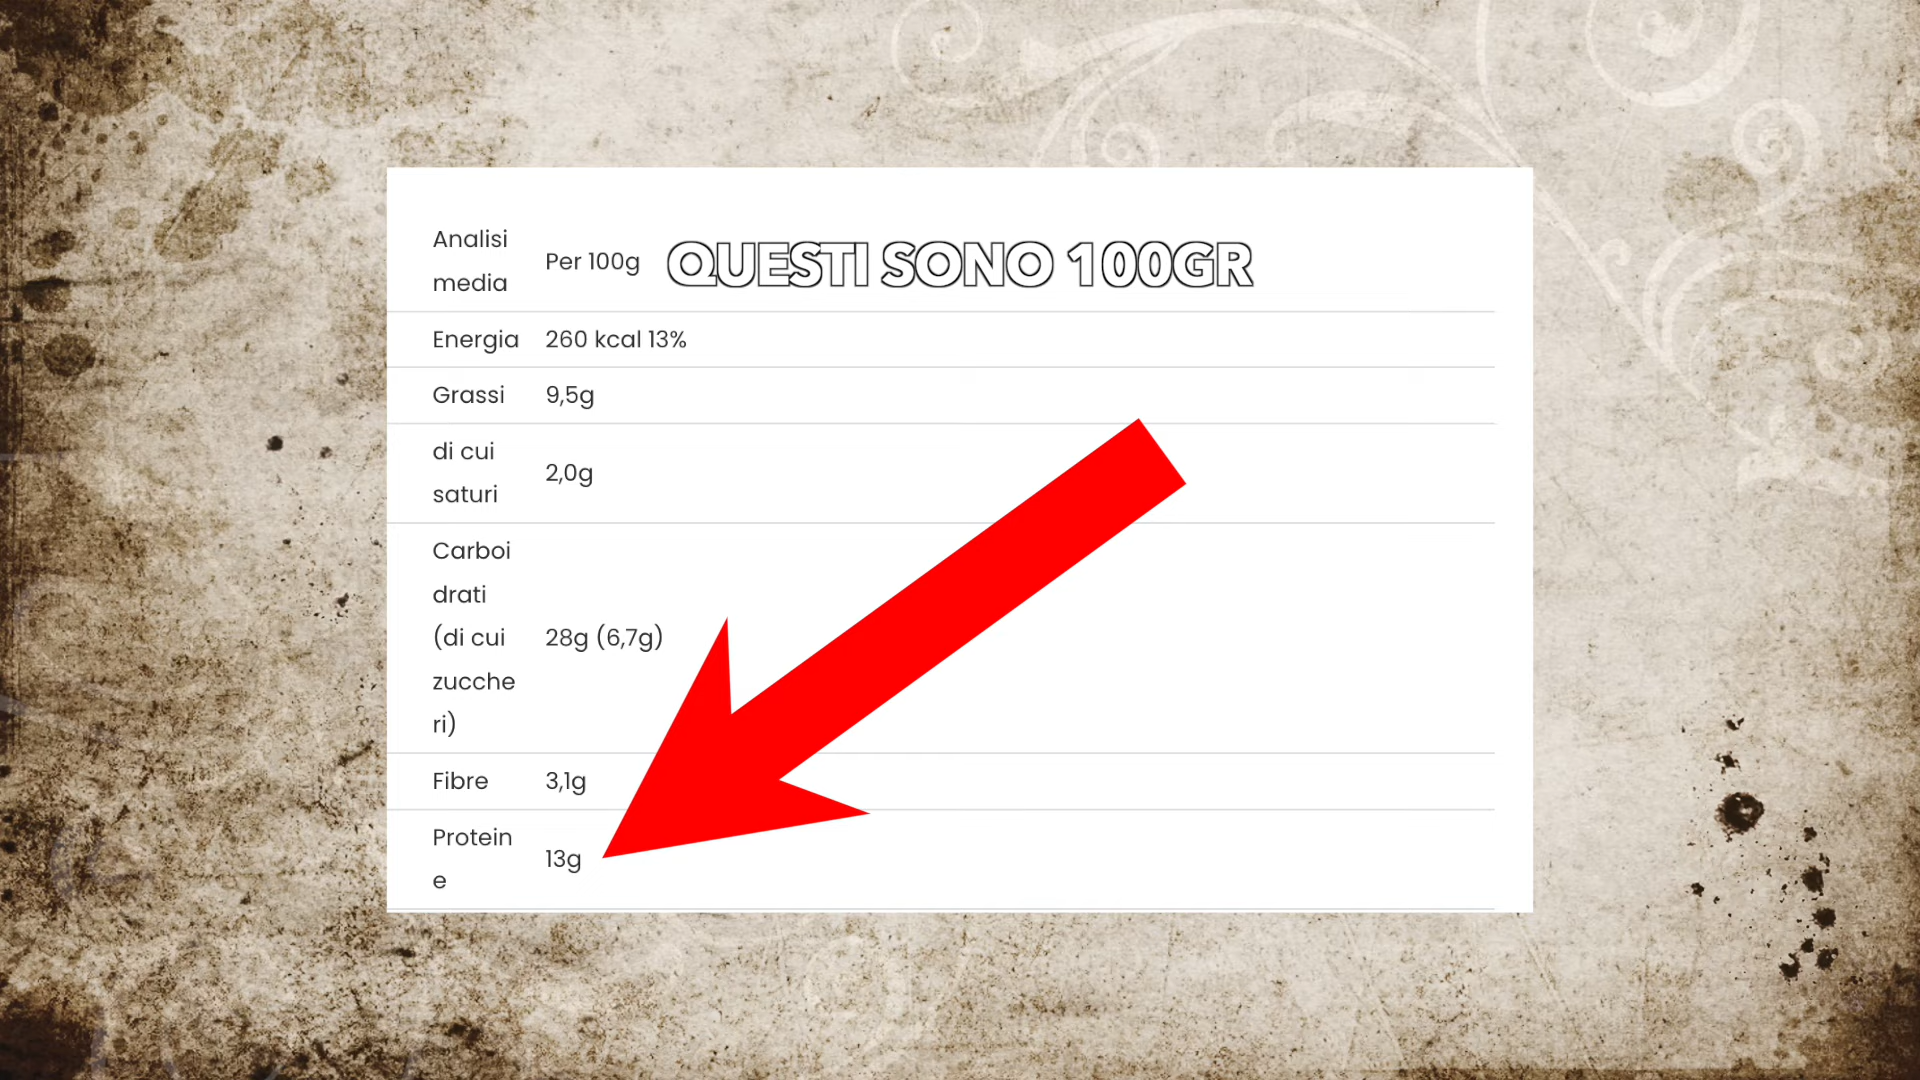 Analisi
media
Per 100g
QUESTI SONO 100GR
Energia
260 kcal 13%
Grassi
9,5g
di cui
saturi
2,0g
Carboi
drati
(di cui
zucche
ri)
28g (6,7g)
Fibre
3,1g
Protein
e
13g